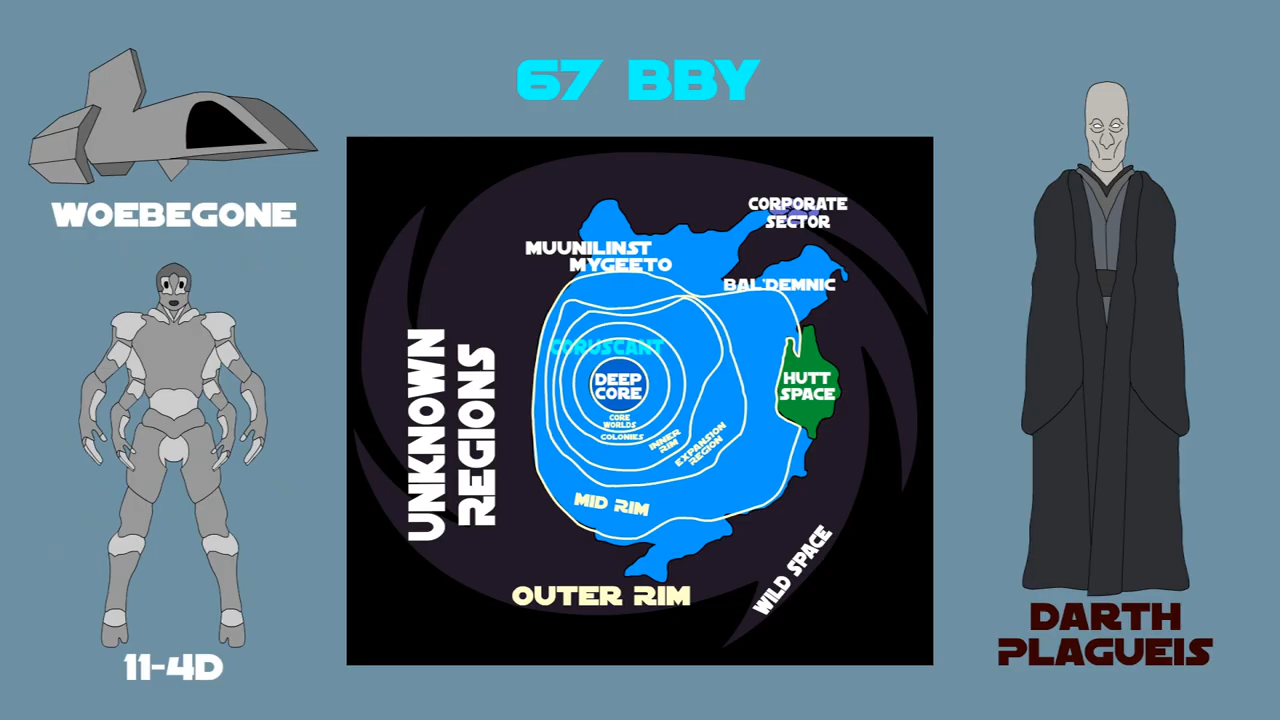 67 BBY
WOEBEGONE
11-4D
CORPORATE
SECTOR
MUUNILINST
MYGEETO
BAL'DEMNIC
CORUSCANT
DEEP
CORE
HUTT
SPACE
CORE
WORLDS
COLONIES
INNER
RIM
EXPANSION
REGION
MID RIM
UNKNOWN
REGIONS
OUTER RIM
WILD SPACE
DARTH
PLAGUEIS